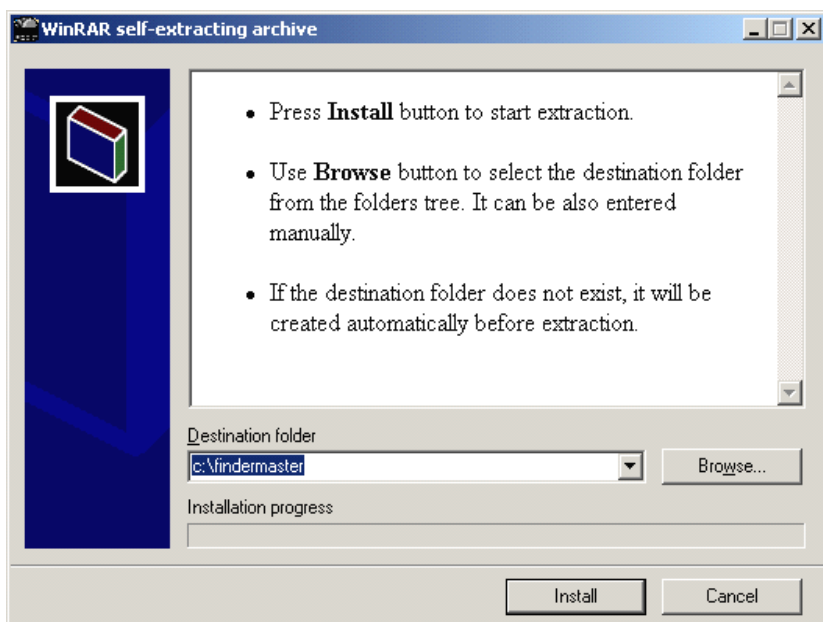 WinRAR self-extracting archive
• Press Install button to start extraction.
• Use Browse button to select the destination folder
from the folders tree. It can be also entered
manually.
• If the destination folder does not exist, it will be
created automatically before extraction.
Destination folder
c:\findermaster
Browse...
Installation progress
Install
Cancel